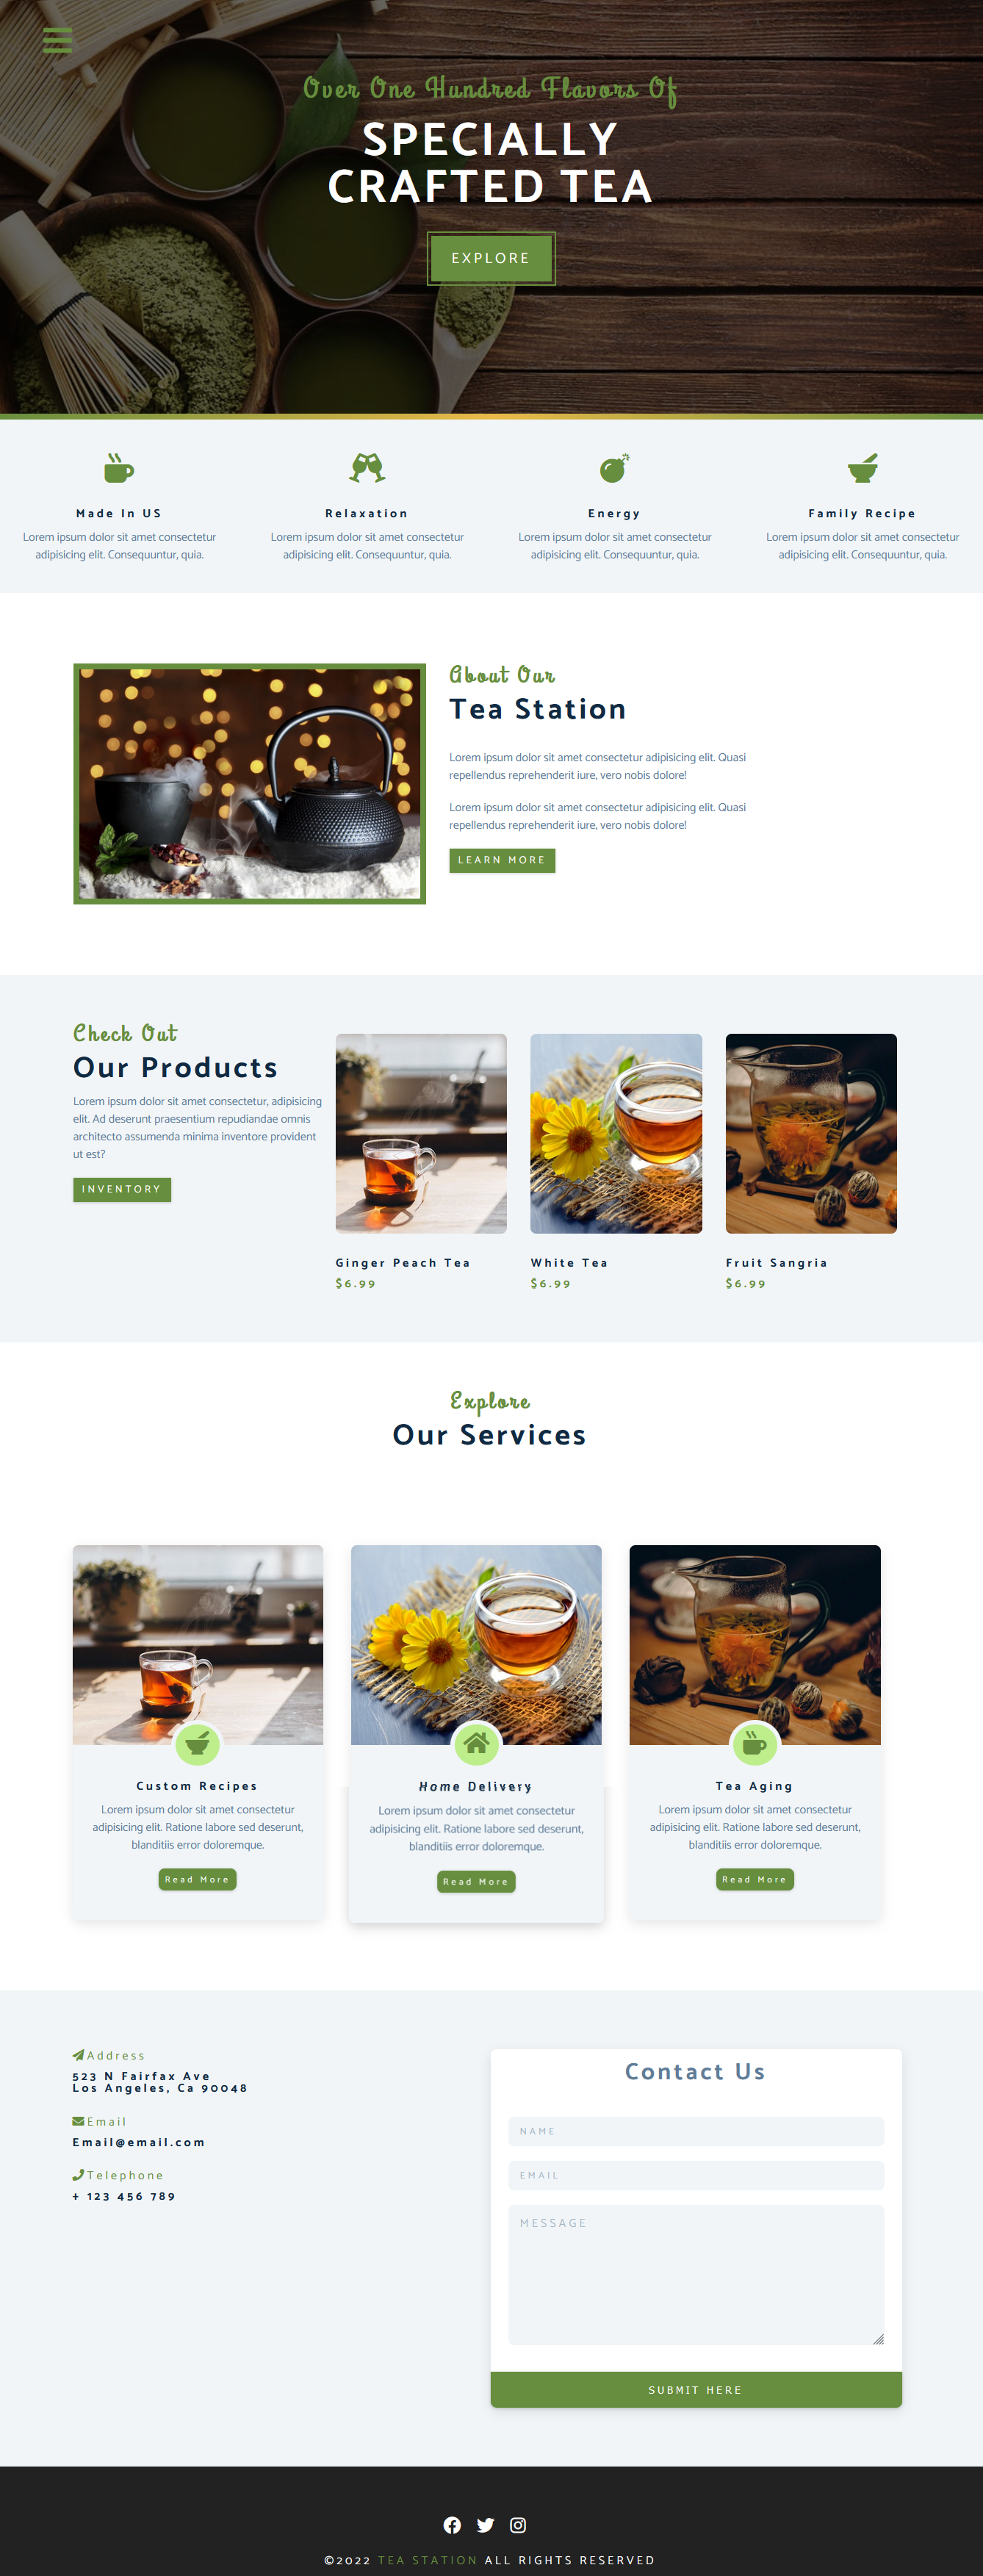 Over One Hundred Flavors Of
SPECIALLY
CRAFTED TEA
EXPLORE
Made In US
Lorem ipsum dolor sit amet consectetur
adipisicing elit. Consequuntur, quia.
Relaxation
Lorem ipsum dolor sit amet consectetur
adipisicing elit. Consequuntur, quia.
Energy
Lorem ipsum dolor sit amet consectetur
adipisicing elit. Consequuntur, quia.
Family Recipe
Lorem ipsum dolor sit amet consectetur
adipisicing elit. Consequuntur, quia.
About Our
Tea Station
Lorem ipsum dolor sit amet consectetur adipisicing elit. Quasi
repellendus reprehenderit iure, vero nobis dolore!
Lorem ipsum dolor sit amet consectetur adipisicing elit. Quasi
repellendus reprehenderit iure, vero nobis dolore!
LEARN MORE
Check Out
Our Products
Lorem ipsum dolor sit amet consectetur, adipisicing
elit. Ad deserunt praesentium repudiandae omnis
architecto assumenda minima inventore provident
ut est?
INVENTORY
Ginger Peach Tea
$6.99
White Tea
$6.99
Fruit Sangria
$6.99
Explore
Our Services
Custom Recipes
Lorem ipsum dolor sit amet consectetur
adipisicing elit. Ratione labore sed deserunt,
blanditiis error doloremque.
Read More
Home Delivery
Lorem ipsum dolor sit amet consectetur
adipisicing elit. Ratione labore sed deserunt,
blanditiis error doloremque.
Read More
Tea Aging
Lorem ipsum dolor sit amet consectetur
adipisicing elit. Ratione labore sed deserunt,
blanditiis error doloremque.
Read More
Address
523 N Fairfax Ave
Los Angeles, Ca 90048
Email
Email@email.com
Telephone
+ 123 456 789
Contact Us
NAME
EMAIL
MESSAGE
SUBMIT HERE
©2022 TEA STATION ALL RIGHTS RESERVED